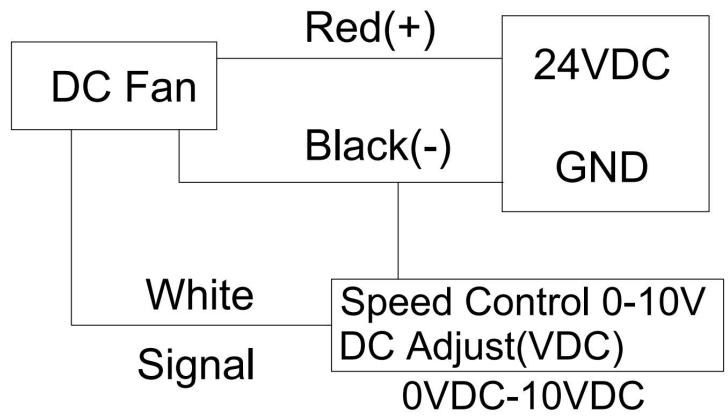 Red(+)
24VDC
DC Fan
Black(-)
GND
White
Speed Control 0-10V
DC Adjust(VDC)
Signal
0VDC-10VDC